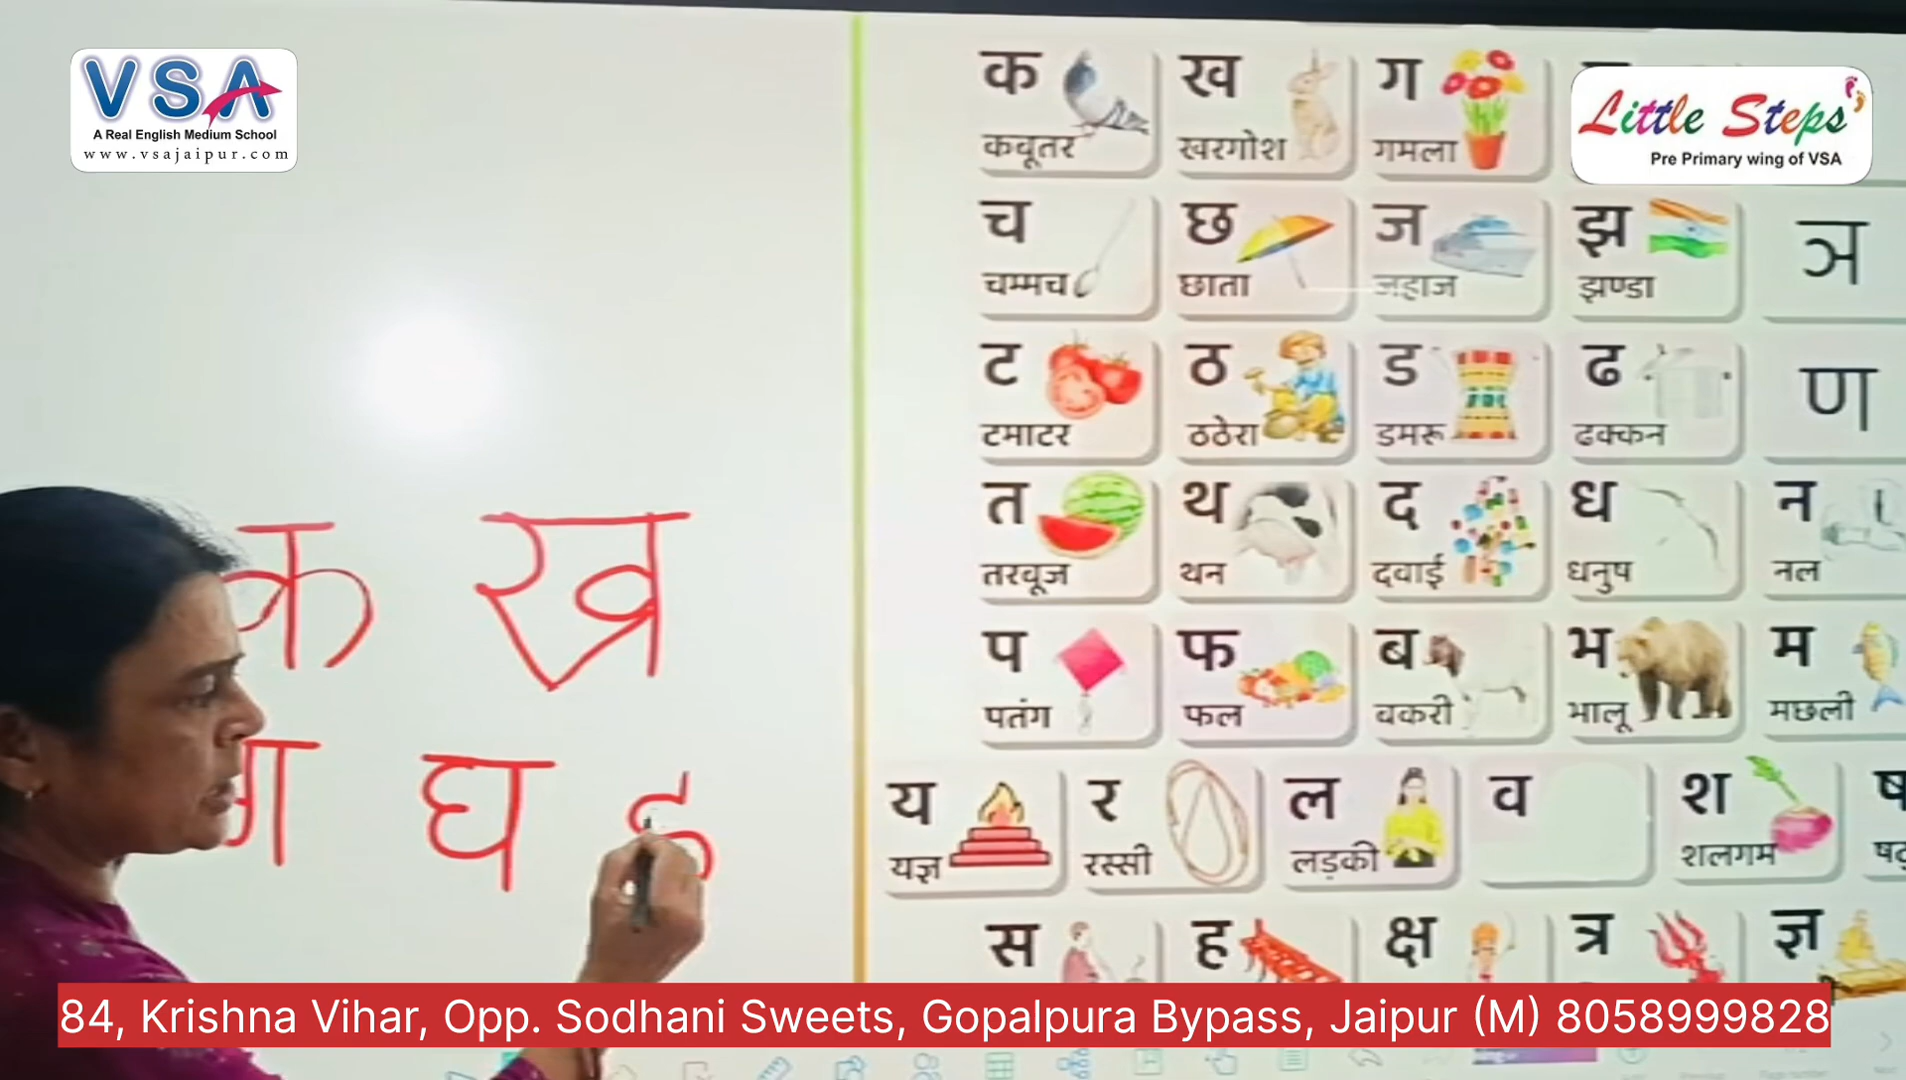 VSA
A Real English Medium School
www.vsajaipur.com
Little Steps
Pre Primary wing of VSA
क ख ग
कबूतर खरगोश गमला
च छ ज झ ञ
चम्मच छाता जहाज झण्डा
ट ठ ड ढ ण
टमाटर ठठेरा डमरू ढक्कन
त थ द ध न
तरबूज थन दवाई धनुष नल
प फ ब भ म
पतंग फल बकरी भालू मछली
य र ल व श ष
यज्ञ रस्सी लड़की शलगम
स ह क्ष त्र ज्ञ
क ख
ग घ
84, Krishna Vihar, Opp. Sodhani Sweets, Gopalpura Bypass, Jaipur (M) 8058999828